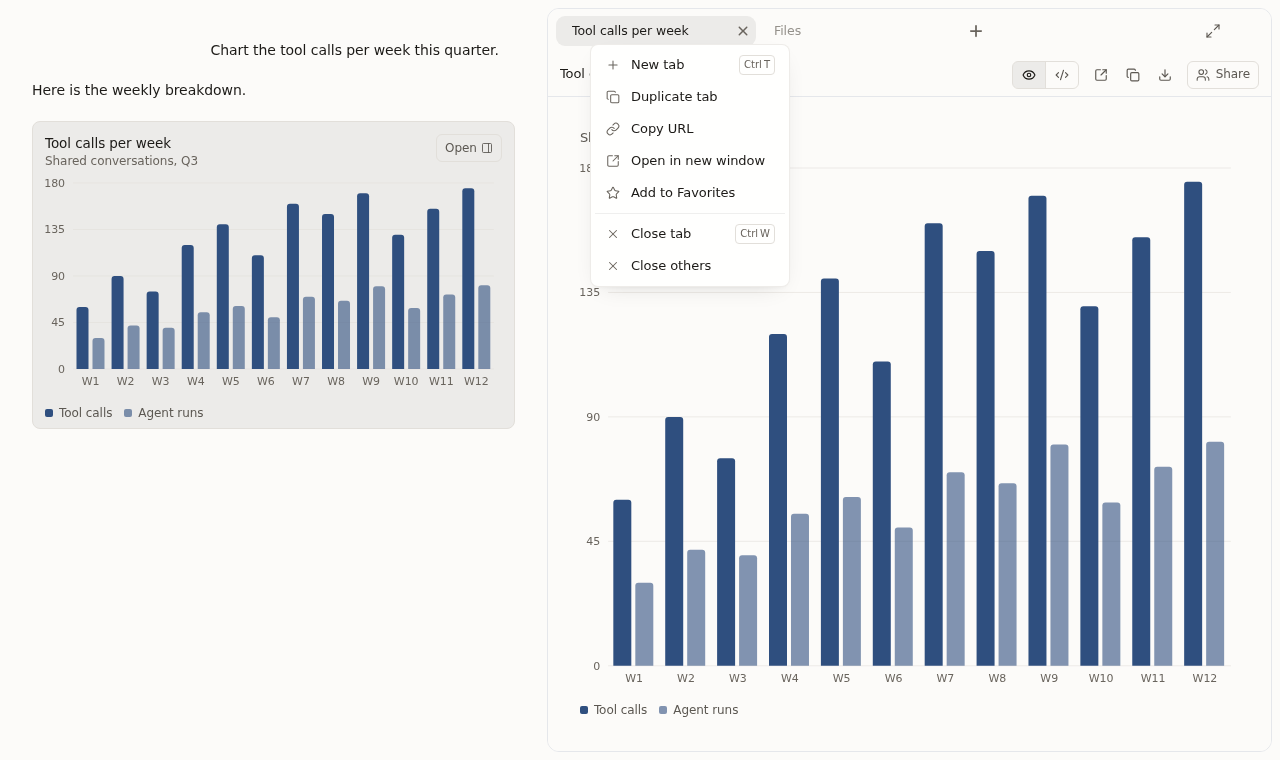 Chart the tool calls per week this quarter.
Here is the weekly breakdown.
Tool calls per week
Shared conversations, Q3
Open
180
135
90
45
0
W1 W2 W3 W4 W5 W6 W7 W8 W9 W10 W11 W12
Tool calls Agent runs
Tool calls per week
Files
Tool
Share
New tab Ctrl T
Duplicate tab
Copy URL
Open in new window
Add to Favorites
Close tab Ctrl W
Close others
135
90
45
0
W1 W2 W3 W4 W5 W6 W7 W8 W9 W10 W11 W12
Tool calls Agent runs